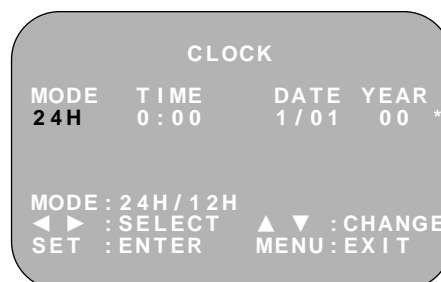 CLOCK
MODE TIME DATE YEAR
24H 0:00 1/01 00 *
MODE:24H/12H
◄ ► :SELECT ▲ ▼ :CHANGE
SET :ENTER MENU:EXIT